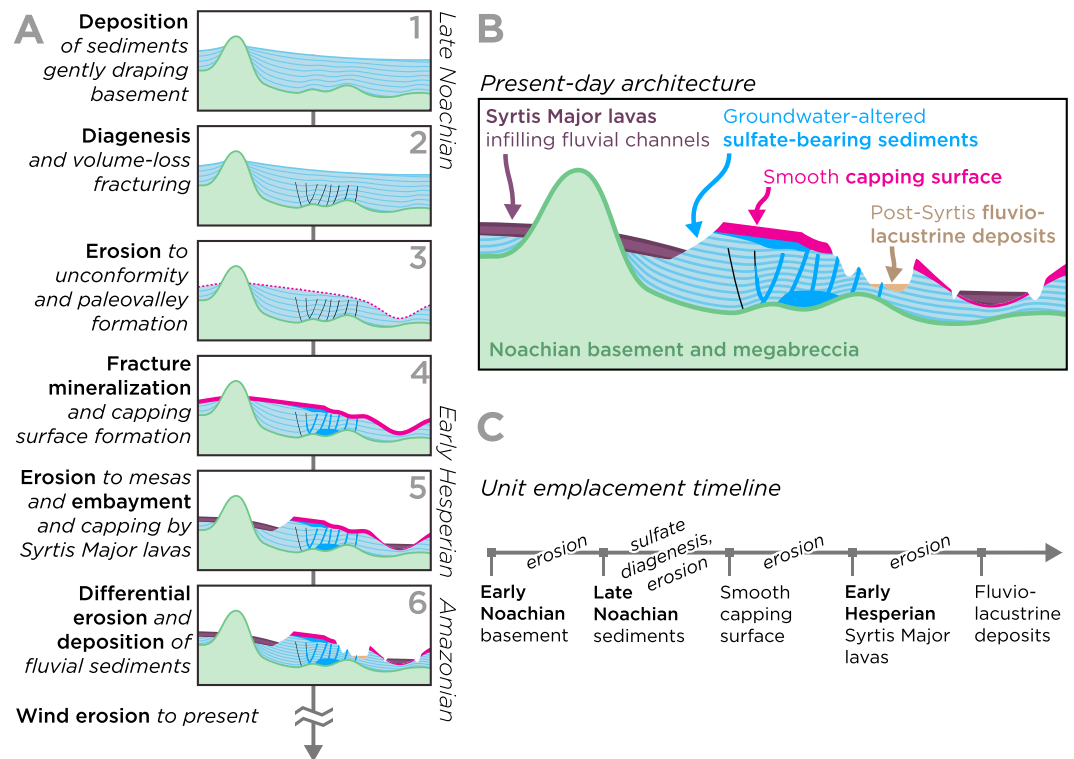 A
Deposition
of sediments
gently draping
basement
1
Late Noachian
Diagenesis
and volume-loss
fracturing
2
Erosion to
unconformity
and paleovalley
formation
3
Fracture
mineralization
and capping
surface formation
4
Early Hesperian
Erosion to mesas
and embayment
and capping by
Syrtis Major lavas
5
Differential
erosion and
deposition of
fluvial sediments
6
Amazonian
Wind erosion to present
B
Present-day architecture
Syrtis Major lavas
infilling fluvial channels
Groundwater-altered
sulfate-bearing sediments
Smooth capping surface
Post-Syrtis fluvio-
lacustrine deposits
Noachian basement and megabreccia
C
Unit emplacement timeline
erosion
sulfate
diagenesis,
erosion
erosion
erosion
Early
Noachian
basement
Late
Noachian
sediments
Smooth
capping
surface
Early
Hesperian
Syrtis Major
lavas
Fluvio-
lacustrine
deposits